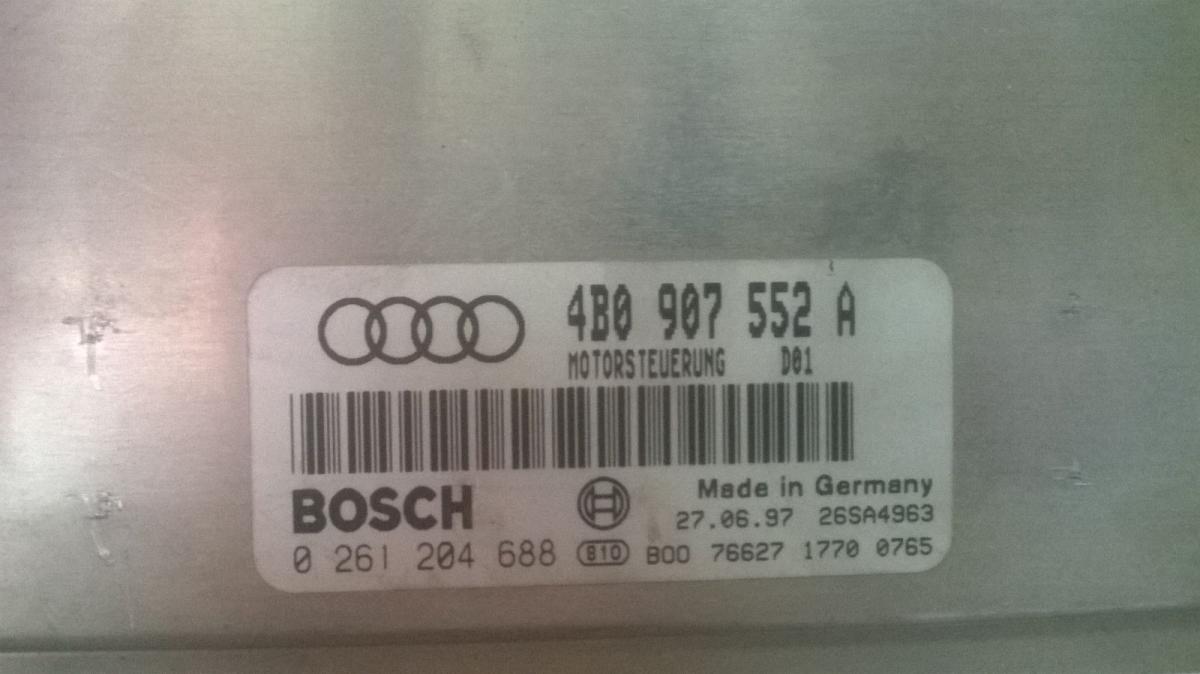 4B0 907 552 A
MOTORSTEUERUNG D01
BOSCH
Made in Germany
27.06.97 26SA4963
0 261 204 688 810 B00 76627 1770 0765